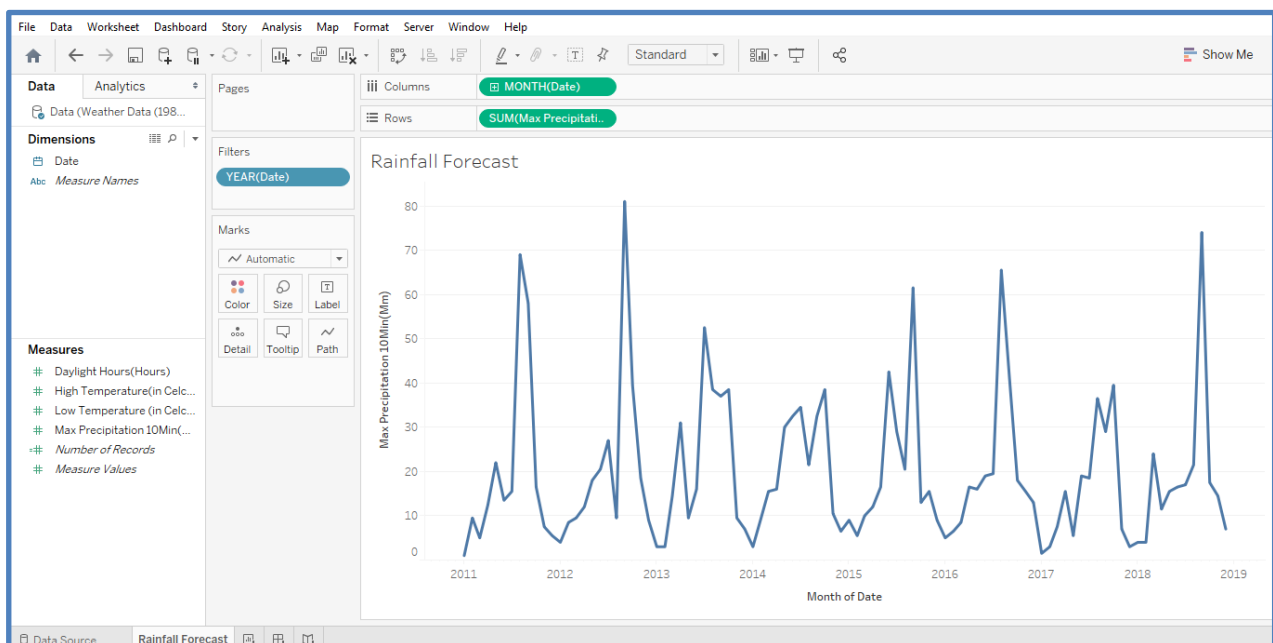 File Data Worksheet Dashboard Story Analysis Map Format Server Window Help
Standard
Show Me
Data Analytics
Data (Weather Data (198...
Dimensions
Date
Abc Measure Names
Measures
# Daylight Hours(Hours)
# High Temperature(in Celc...
# Low Temperature (in Celc...
# Max Precipitation 10Min(...
=# Number of Records
# Measure Values
Pages
Filters
YEAR(Date)
Marks
Automatic
Color Size Label
Detail Tooltip Path
iii Columns MONTH(Date)
Rows SUM(Max Precipitati..
Rainfall Forecast
Max Precipitation 10Min(Mm)
80
70
60
50
40
30
20
10
0
2011 2012 2013 2014 2015 2016 2017 2018 2019
Month of Date
Data Source Rainfall Forecast